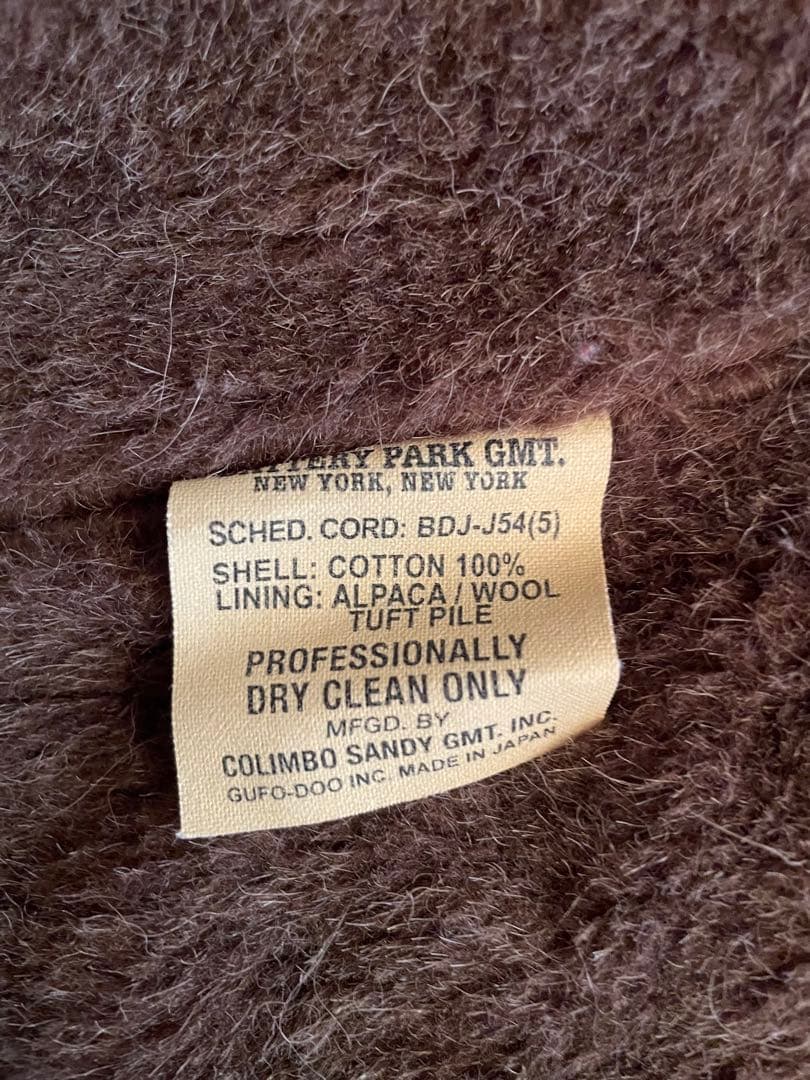 PARK GMT.
NEW YORK, NEW YORK
SCHED. CORD: BDJ-J54(5)
SHELL: COTTON 100%
LINING: ALPACA / WOOL
TUFT PILE
PROFESSIONALLY
DRY CLEAN ONLY
MFGD. BY
COLIMBO SANDY GMT. INC.
GUFO-DOO INC MADE IN JAPAN